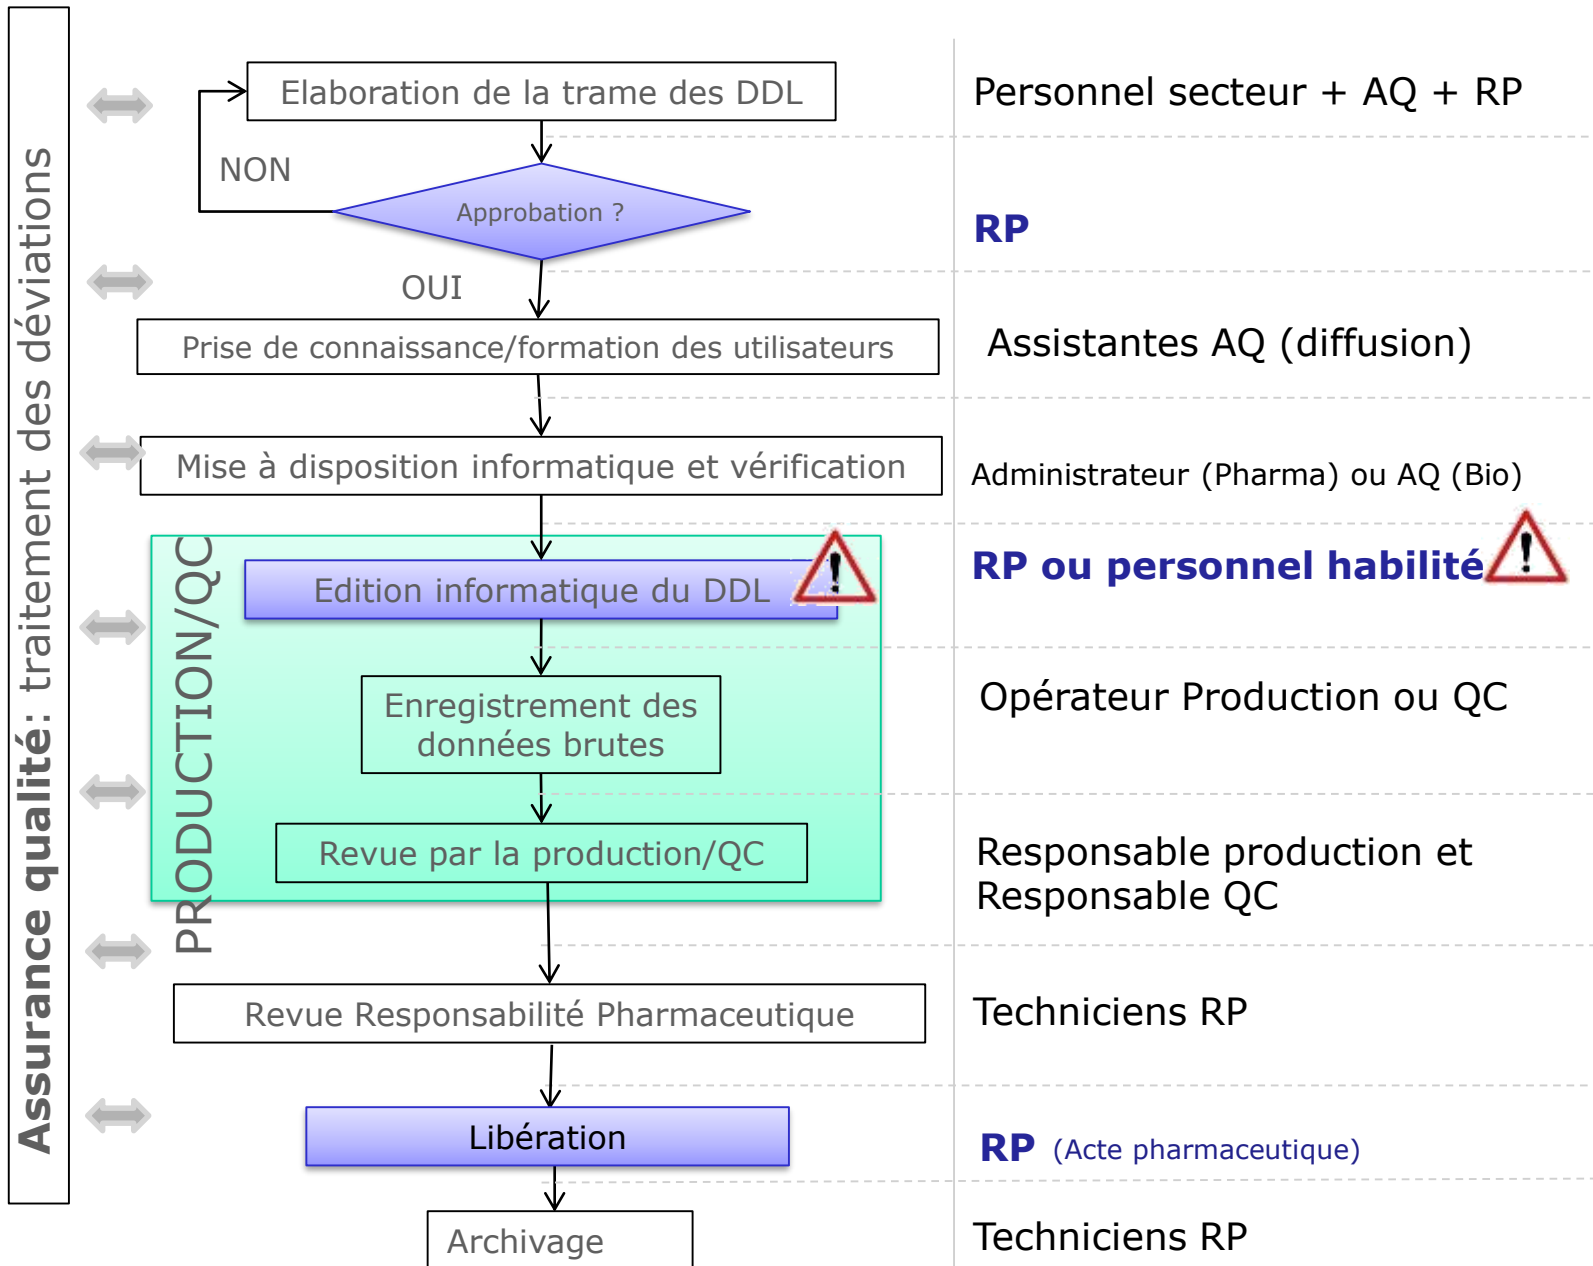 Assurance qualité: traitement des déviations
Elaboration de la trame des DDL
Personnel secteur + AQ + RP
NON
Approbation ?
RP
OUI
Prise de connaissance/formation des utilisateurs
Assistantes AQ (diffusion)
Mise à disposition informatique et vérification
Administrateur (Pharma) ou AQ (Bio)
PRODUCTION/QC
Edition informatique du DDL
!
RP ou personnel habilité
!
Enregistrement des
données brutes
Opérateur Production ou QC
Revue par la production/QC
Responsable production et
Responsable QC
Revue Responsabilité Pharmaceutique
Techniciens RP
Libération
RP (Acte pharmaceutique)
Archivage
Techniciens RP